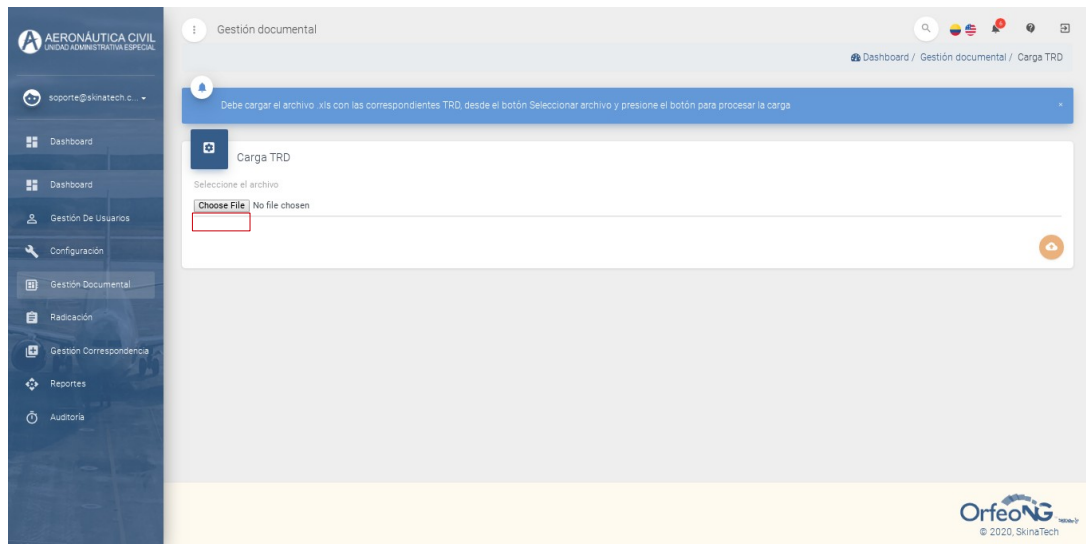 AERONÁUTICA CIVIL
UNIDAD ADMINISTRATIVA ESPECIAL
soporte@skinatech.c...
Dashboard
Dashboard
Gestión De Usuarios
Configuración
Gestión Documental
Radicación
Gestión Correspondencia
Reportes
Auditoría
Gestión documental
Dashboard / Gestión documental / Carga TRD
Debe cargar el archivo .xls con las correspondientes TRD, desde el botón Seleccionar archivo y presione el botón para procesar la carga ×
Carga TRD
Seleccione el archivo
Choose File No file chosen
OrfeoNG
© 2020, SkinaTech